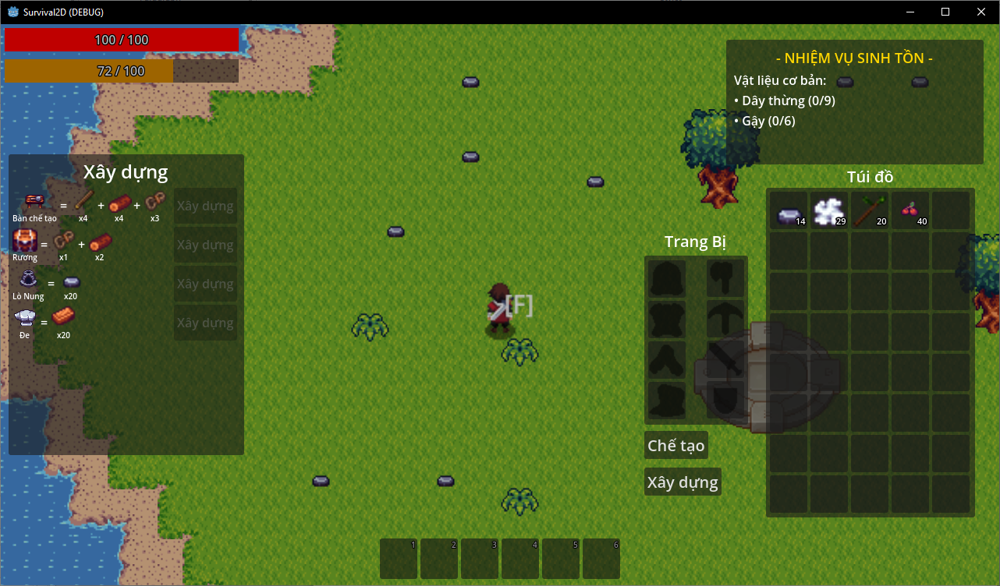 Survival2D (DEBUG)
100 / 100
72 / 100
- NHIỆM VỤ SINH TỒN -
Vật liệu cơ bản:
• Dây thừng (0/9)
• Gậy (0/6)
Xây dựng
= + +
Bàn chế tạo x4 x4 x3
Xây dựng
= +
Rương x1 x2
Xây dựng
=
Lò Nung x20
Xây dựng
=
Đe x20
Xây dựng
[F]
Trang Bị
Chế tạo
Xây dựng
Túi đồ
14 29 20 40
1 2 3 4 5 6